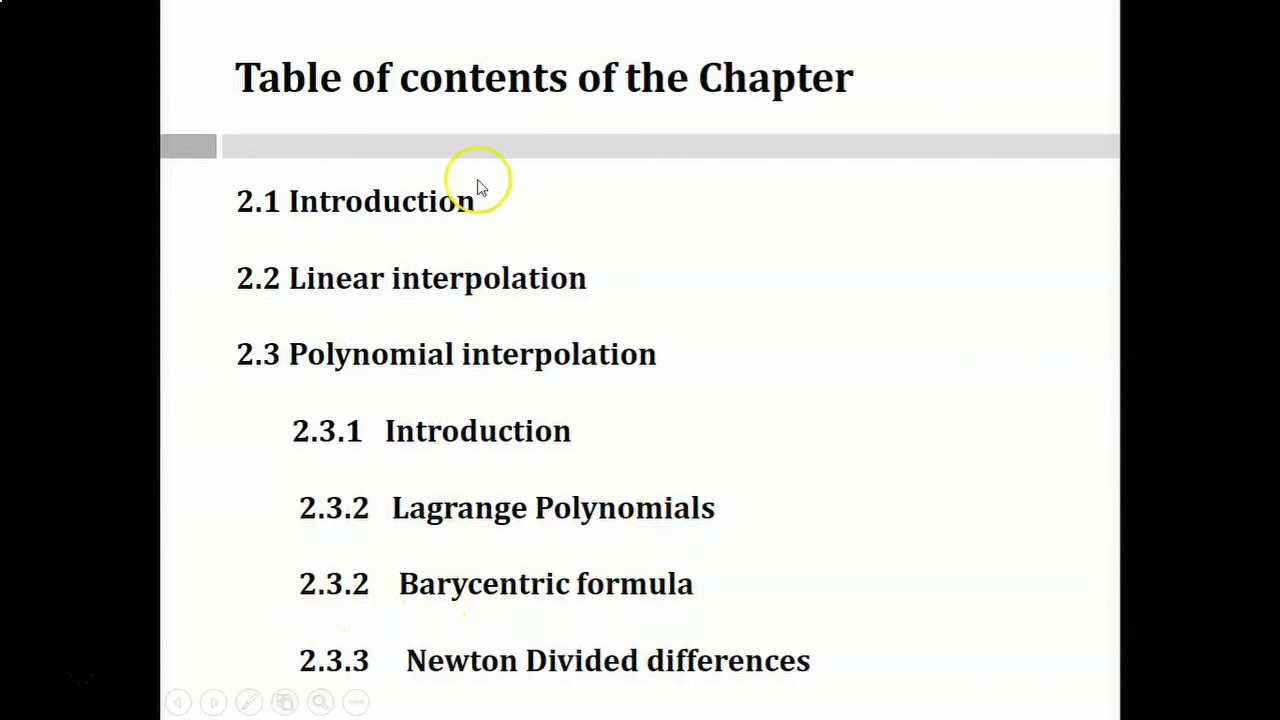 Table of contents of the Chapter
2.1 Introduction
2.2 Linear interpolation
2.3 Polynomial interpolation
2.3.1 Introduction
2.3.2 Lagrange Polynomials
2.3.2 Barycentric formula
2.3.3 Newton Divided differences